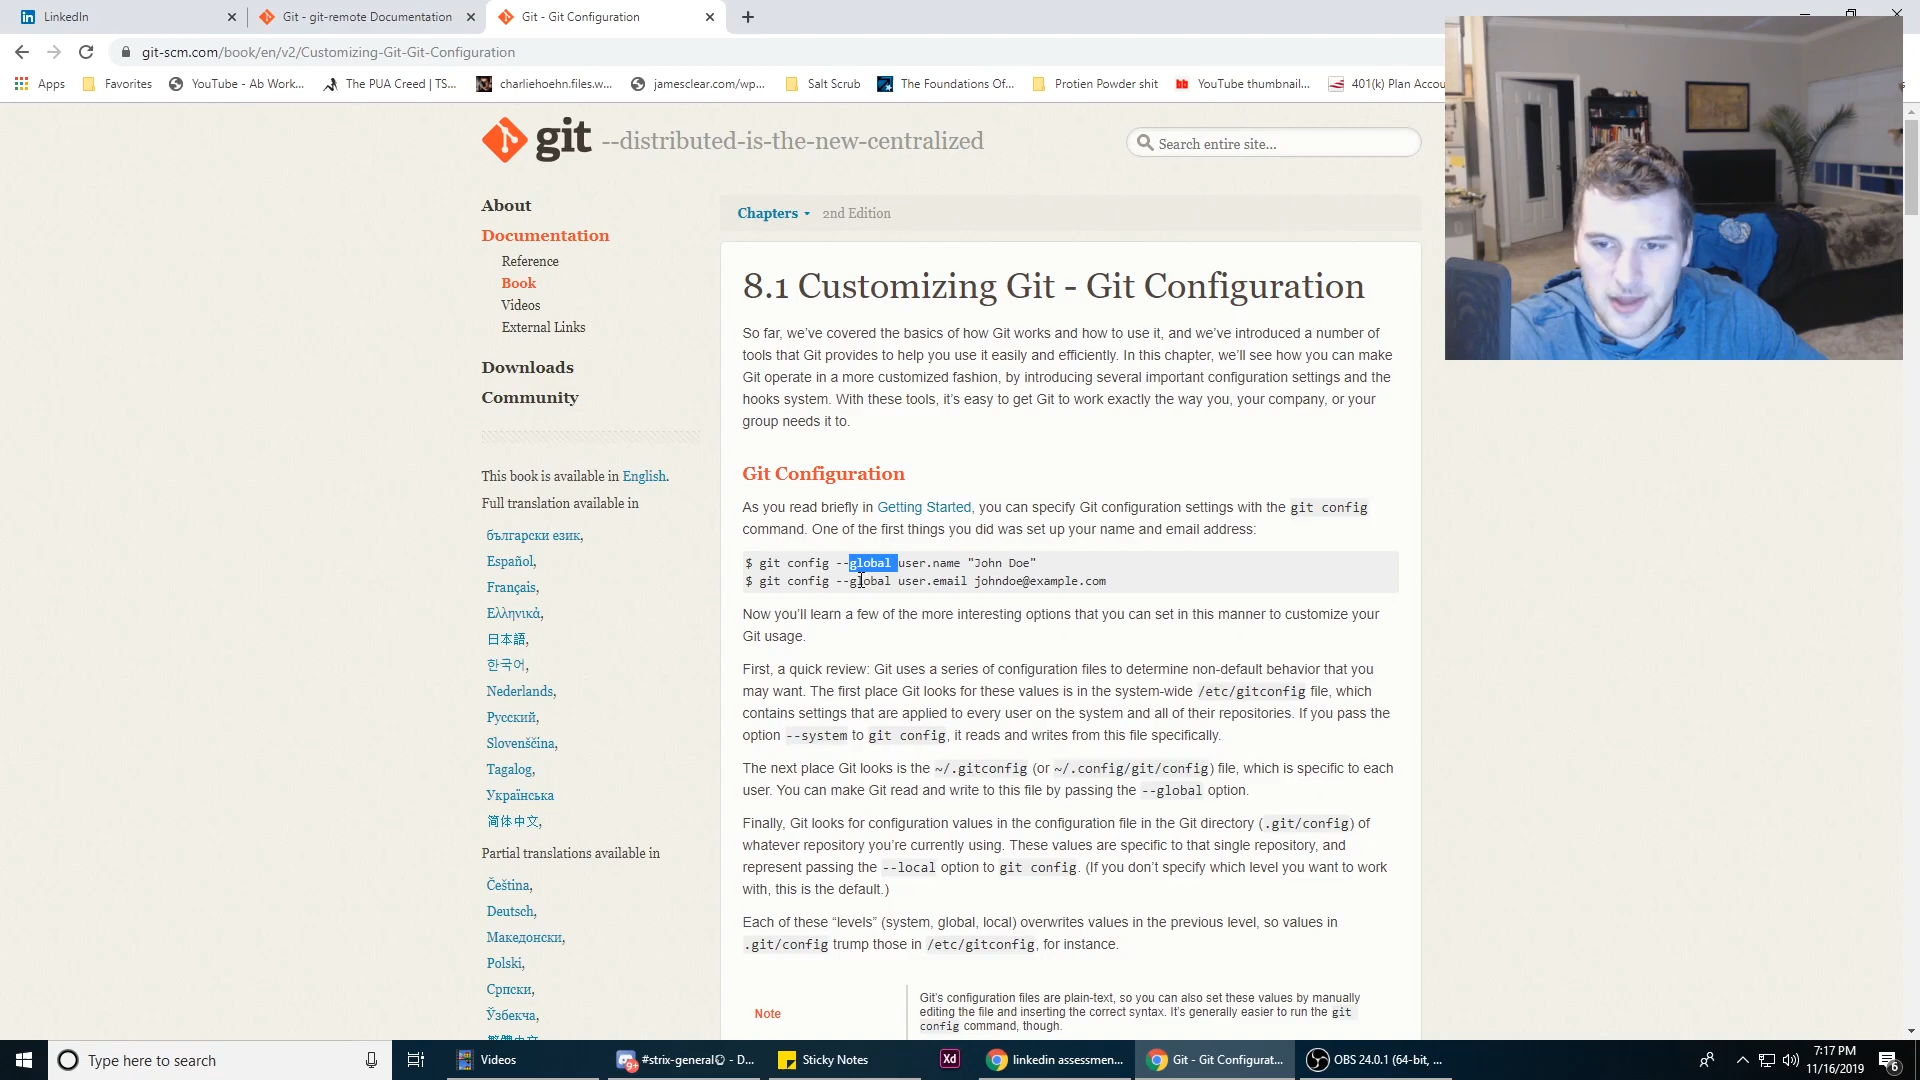 LinkedIn
Git - git-remote Documentation
Git - Git Configuration
git-scm.com/book/en/v2/Customizing-Git-Git-Configuration
Apps
Favorites
YouTube - Ab Work...
The PUA Creed | TS...
charliehoehn.files.w...
jamesclear.com/wp...
Salt Scrub
The Foundations Of...
Protien Powder shit
YouTube thumbnail...
401(k) Plan Accou
git --distributed-is-the-new-centralized
Search entire site...
About
Documentation
Reference
Book
Videos
External Links
Downloads
Community
This book is available in English.
Full translation available in
български език,
Español,
Français,
Ελληνικά,
日本語,
한국어,
Nederlands,
Русский,
Slovenščina,
Tagalog,
Українська
简体中文,
Partial translations available in
Čeština,
Deutsch,
Македонски,
Polski,
Српски,
Ўзбекча,
繁體中文,
Chapters 2nd Edition
8.1 Customizing Git - Git Configuration
So far, we’ve covered the basics of how Git works and how to use it, and we’ve introduced a number of
tools that Git provides to help you use it easily and efficiently. In this chapter, we’ll see how you can make
Git operate in a more customized fashion, by introducing several important configuration settings and the
hooks system. With these tools, it’s easy to get Git to work exactly the way you, your company, or your
group needs it to.
Git Configuration
As you read briefly in Getting Started, you can specify Git configuration settings with the git config
command. One of the first things you did was set up your name and email address:
$ git config --global user.name "John Doe"
$ git config --global user.email johndoe@example.com
Now you’ll learn a few of the more interesting options that you can set in this manner to customize your
Git usage.
First, a quick review: Git uses a series of configuration files to determine non-default behavior that you
may want. The first place Git looks for these values is in the system-wide /etc/gitconfig file, which
contains settings that are applied to every user on the system and all of their repositories. If you pass the
option --system to git config, it reads and writes from this file specifically.
The next place Git looks is the ~/.gitconfig (or ~/.config/git/config) file, which is specific to each
user. You can make Git read and write to this file by passing the --global option.
Finally, Git looks for configuration values in the configuration file in the Git directory (.git/config) of
whatever repository you’re currently using. These values are specific to that single repository, and
represent passing the --local option to git config. (If you don’t specify which level you want to work
with, this is the default.)
Each of these “levels” (system, global, local) overwrites values in the previous level, so values in
.git/config trump those in /etc/gitconfig, for instance.
Note
Git’s configuration files are plain-text, so you can also set these values by manually
editing the file and inserting the correct syntax. It’s generally easier to run the git
config command, though.
Type here to search
Videos
#strix-general© - D...
Sticky Notes
Xd
linkedin assessmen...
Git - Git Configurat...
OBS 24.0.1 (64-bit, ...
7:17 PM
11/16/2019
6